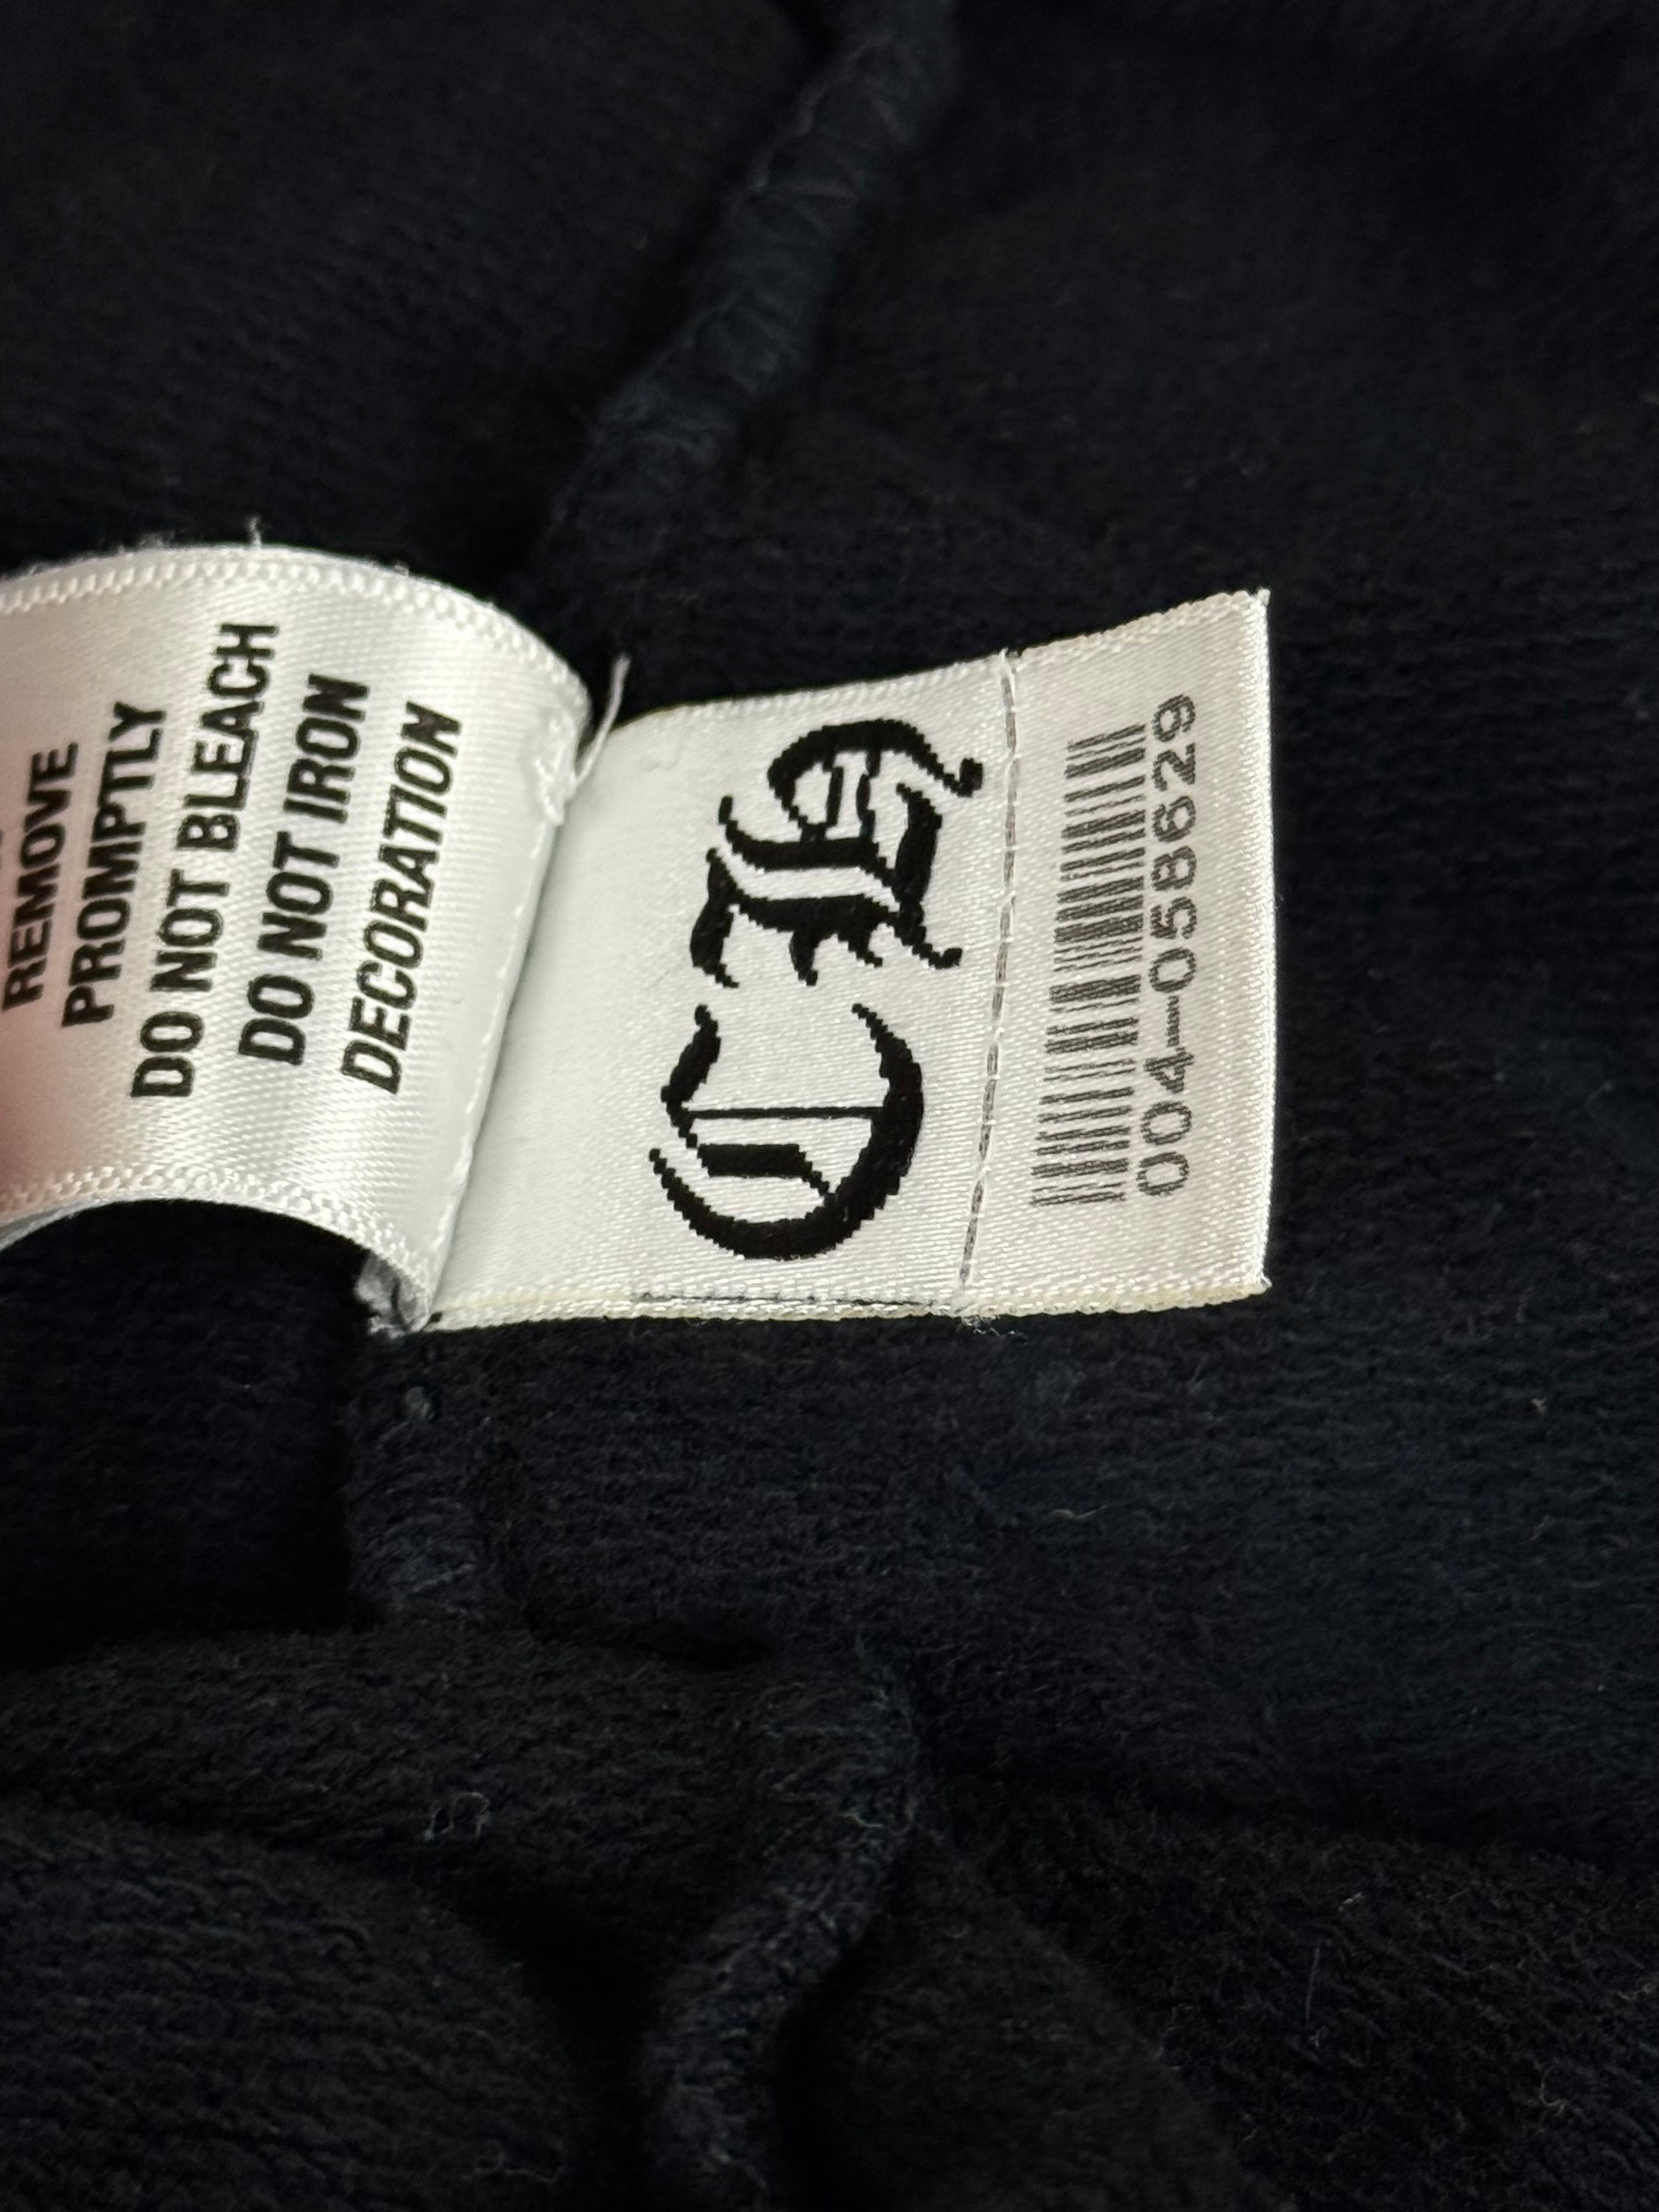 REMOVE
PROMPTLY
DO NOT BLEACH
DO NOT IRON
DECORATION
CH
004-058629